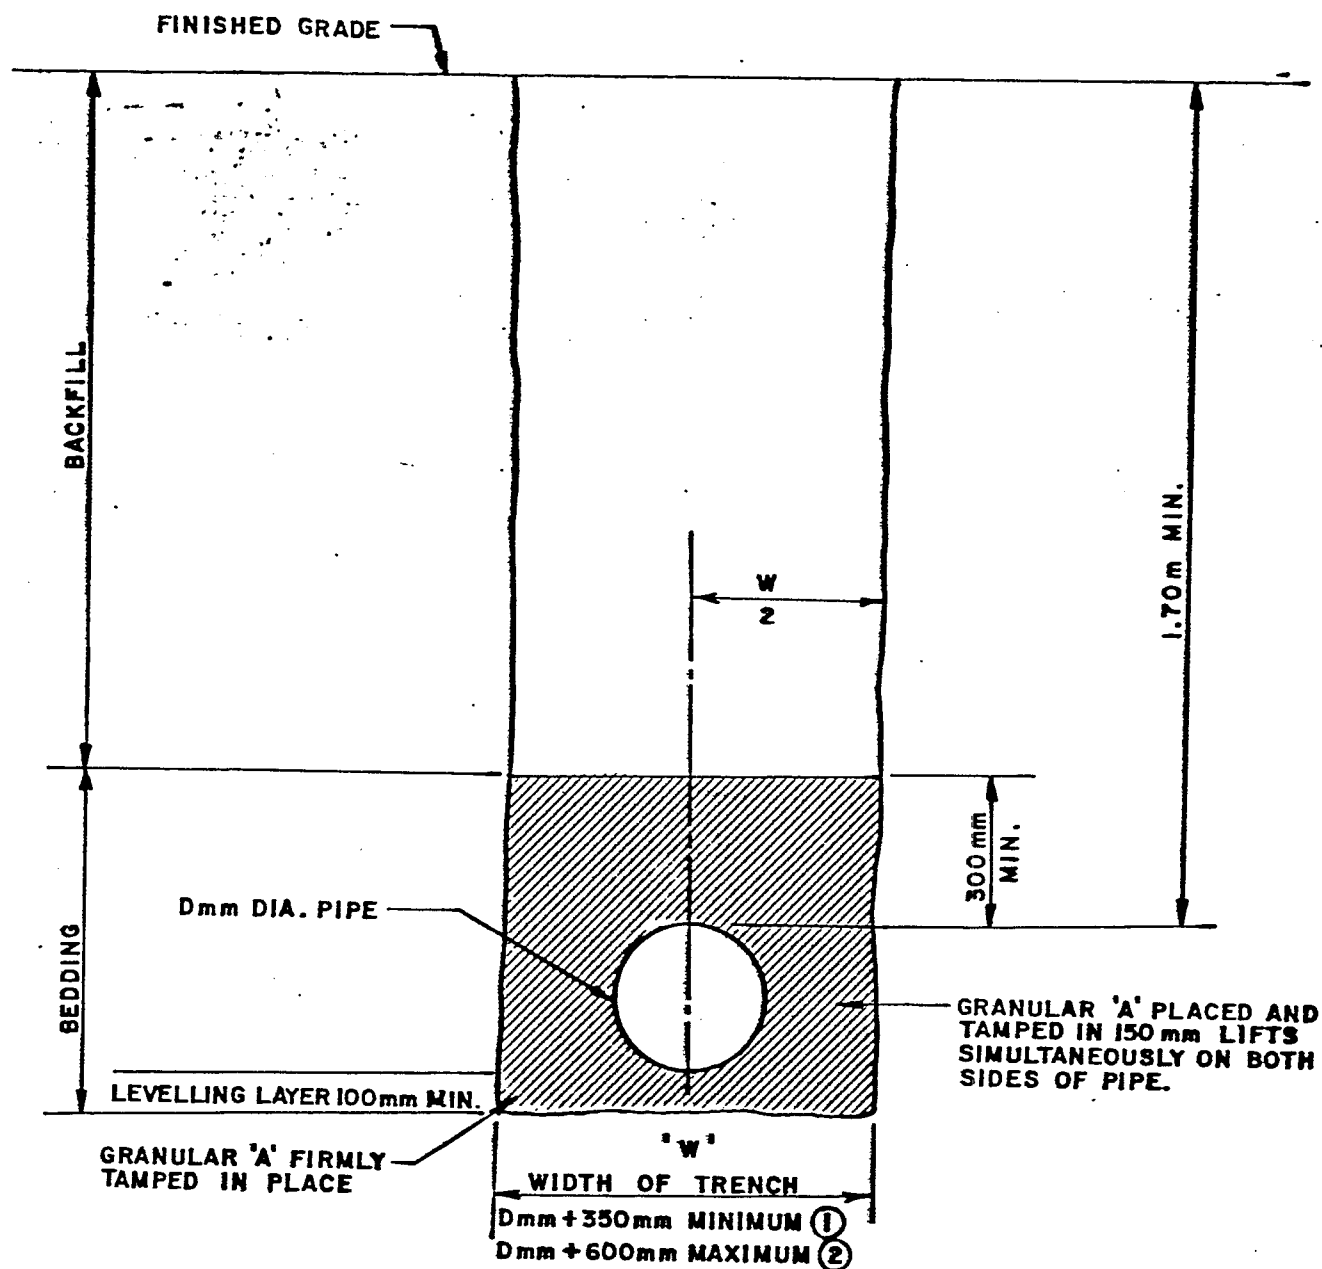 FINISHED GRADE
BACKFILL
1.70m MIN.
W
2
300mm
MIN.
Dmm DIA. PIPE
BEDDING
GRANULAR 'A' PLACED AND
TAMPED IN 150mm LIFTS
SIMULTANEOUSLY ON BOTH
SIDES OF PIPE.
LEVELLING LAYER 100mm MIN.
GRANULAR 'A' FIRMLY
TAMPED IN PLACE
"W"
WIDTH OF TRENCH
Dmm+350mm MINIMUM ①
Dmm+600mm MAXIMUM ②